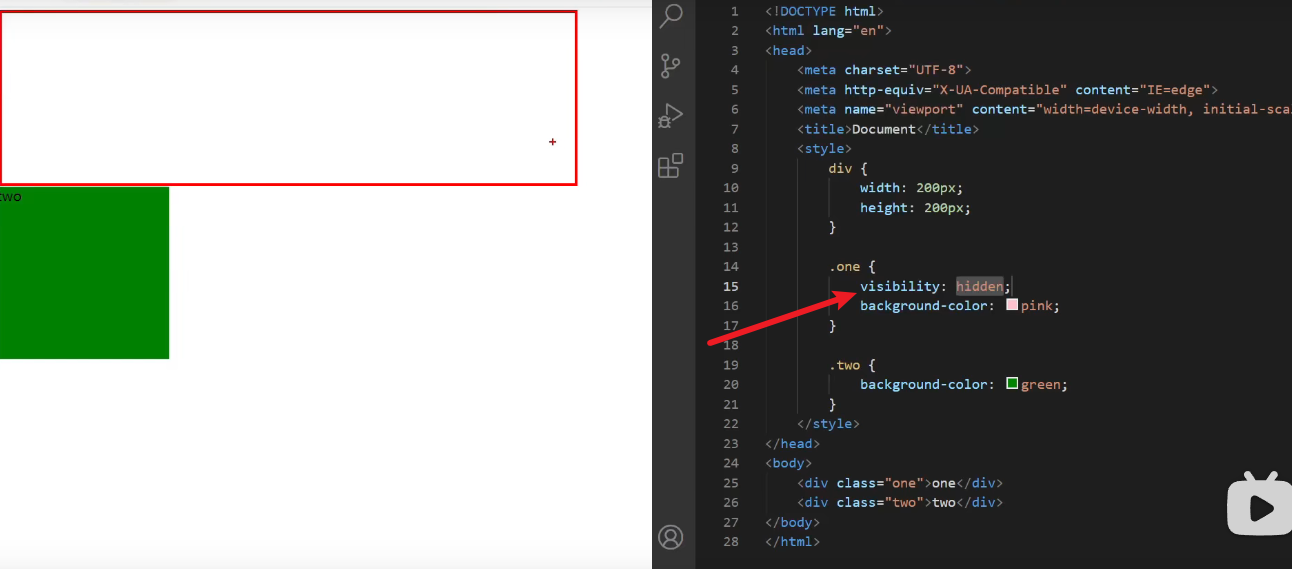 two
1 <!DOCTYPE html>
2 <html lang="en">
3 <head>
4 <meta charset="UTF-8">
5 <meta http-equiv="X-UA-Compatible" content="IE=edge">
6 <meta name="viewport" content="width=device-width, initial-sca
7 <title>Document</title>
8 <style>
9 div {
10 width: 200px;
11 height: 200px;
12 }
13
14 .one {
15 visibility: hidden;
16 background-color: pink;
17 }
18
19 .two {
20 background-color: green;
21 }
22 </style>
23 </head>
24 <body>
25 <div class="one">one</div>
26 <div class="two">two</div>
27 </body>
28 </html>